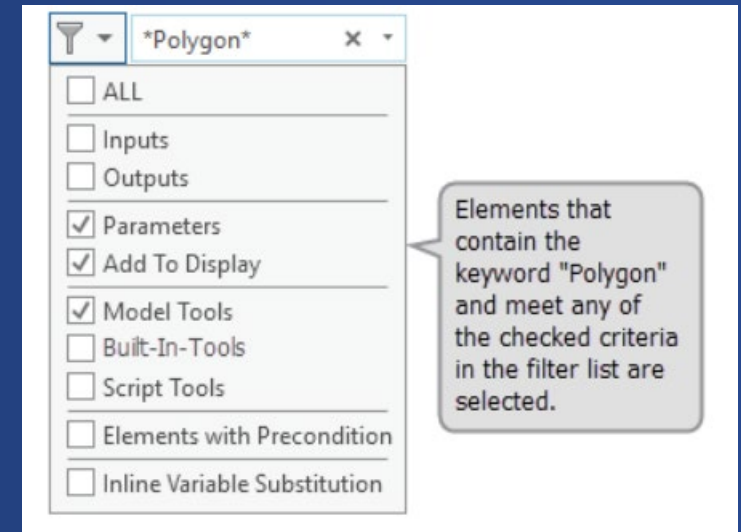 *Polygon*
ALL
Inputs
Outputs
Parameters
Add To Display
Model Tools
Built-In-Tools
Script Tools
Elements with Precondition
Inline Variable Substitution
Elements that
contain the
keyword "Polygon"
and meet any of
the checked criteria
in the filter list are
selected.